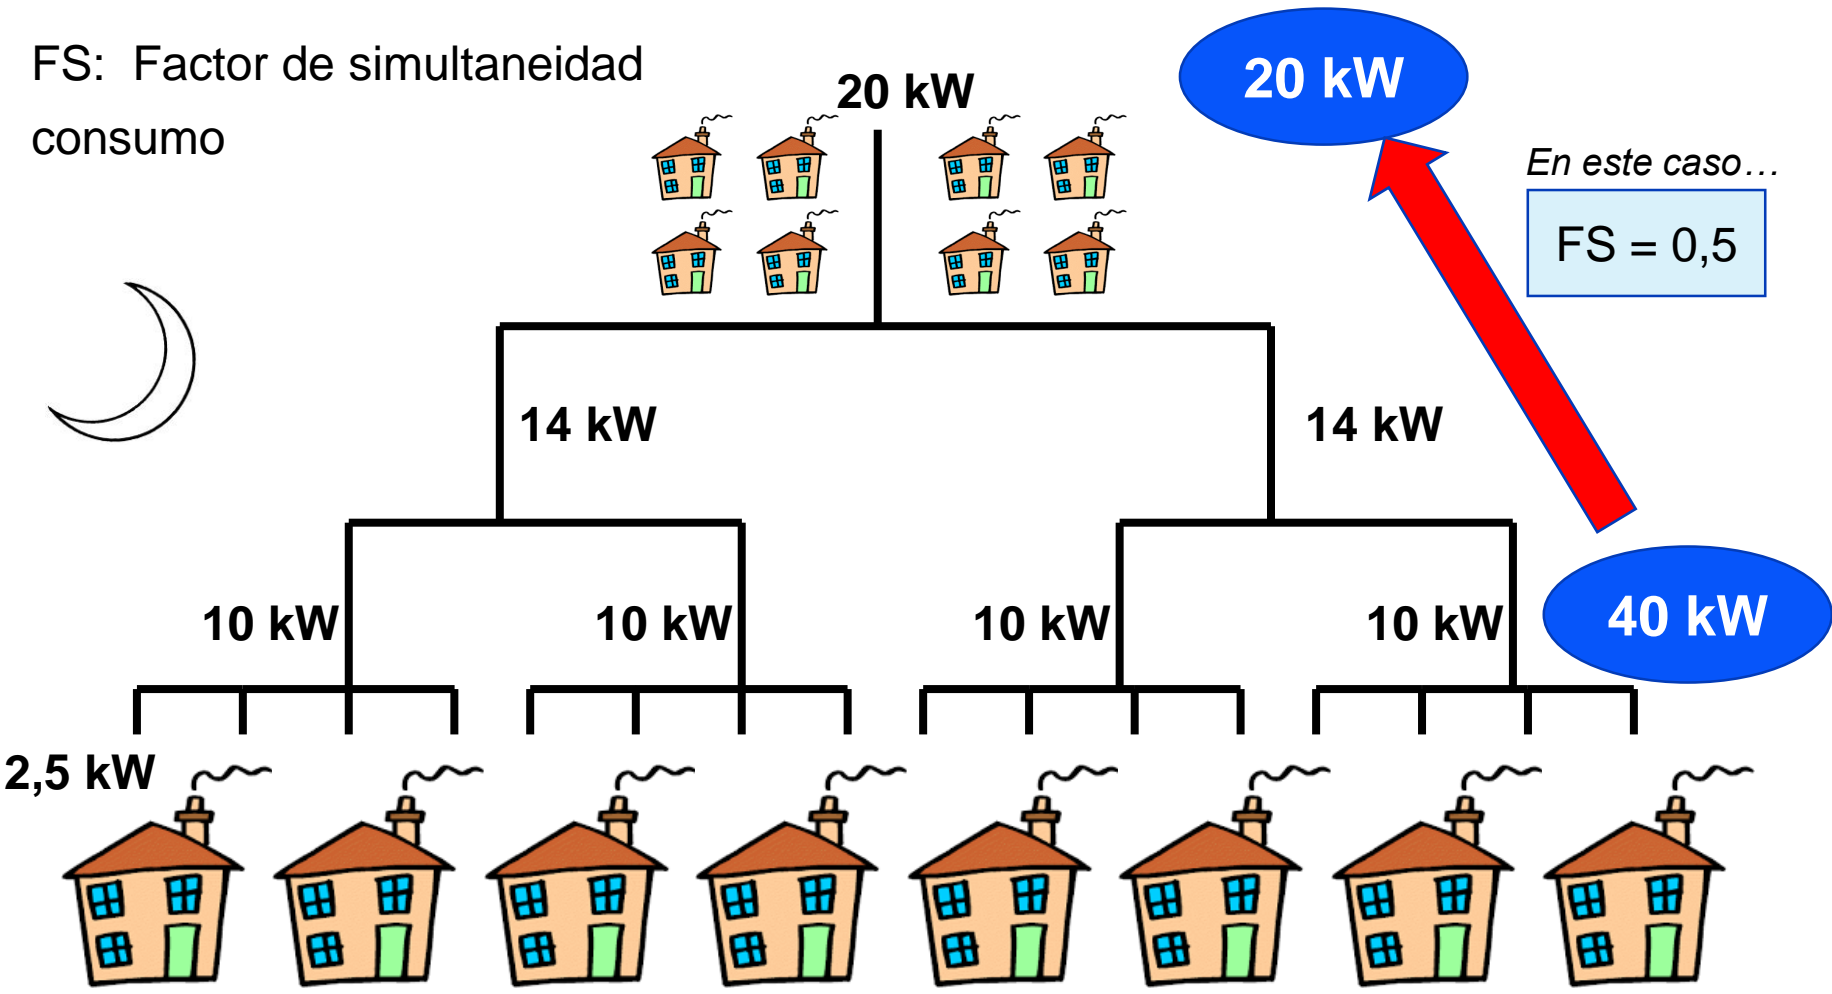 FS: Factor de simultaneidad
consumo
20 kW
20 kW
En este caso…
FS = 0,5
14 kW
14 kW
10 kW
10 kW
10 kW
10 kW
40 kW
2,5 kW